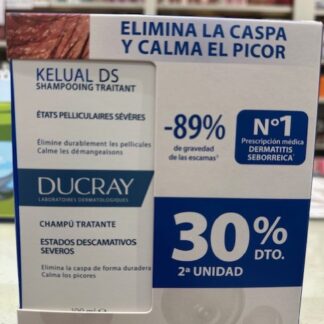 ELIMINA LA CASPA
Y CALMA EL PICOR
KELUAL DS
SHAMPOOING TRAITANT
ÉTATS PELLICULAIRES SÉVÈRES
Élimine durablement les pellicules
Calme les démangeaisons
DUCRAY
LABORATOIRES DERMATOLOGIQUES
CHAMPÚ TRATANTE
ESTADOS DESCAMATIVOS
SEVEROS
Elimina la caspa de forma duradera
Calma los picores
100 ml
-89%
de gravedad
de las escamas
Nº1
Prescripción médica
DERMATITIS
SEBORREICA
30% DTO.
2ª UNIDAD